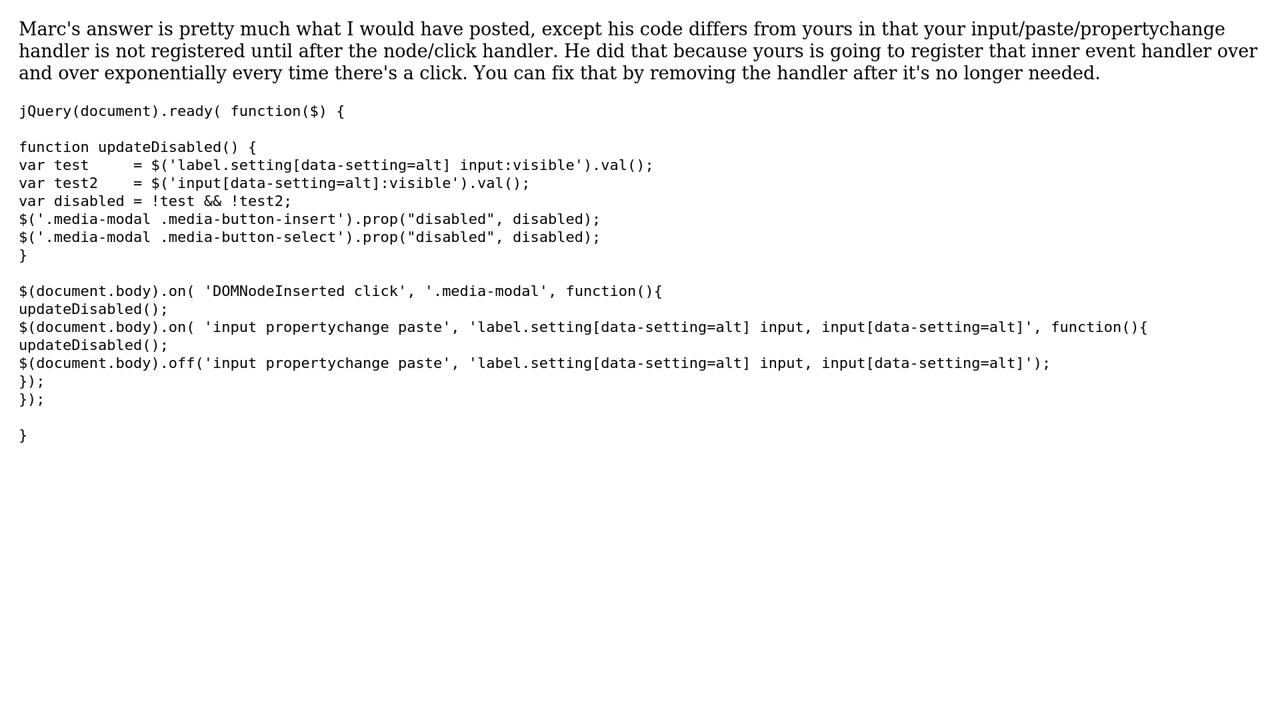 Marc's answer is pretty much what I would have posted, except his code differs from yours in that your input/paste/propertychange
handler is not registered until after the node/click handler. He did that because yours is going to register that inner event handler over
and over exponentially every time there's a click. You can fix that by removing the handler after it's no longer needed.
jQuery(document).ready( function($) {
function updateDisabled() {
var test     = $('label.setting[data-setting=alt] input:visible').val();
var test2    = $('input[data-setting=alt]:visible').val();
var disabled = !test && !test2;
$('.media-modal .media-button-insert').prop("disabled", disabled);
$('.media-modal .media-button-select').prop("disabled", disabled);
}
$(document.body).on( 'DOMNodeInserted click', '.media-modal', function(){
updateDisabled();
$(document.body).on( 'input propertychange paste', 'label.setting[data-setting=alt] input, input[data-setting=alt]', function(){
updateDisabled();
$(document.body).off('input propertychange paste', 'label.setting[data-setting=alt] input, input[data-setting=alt]');
});
});
}